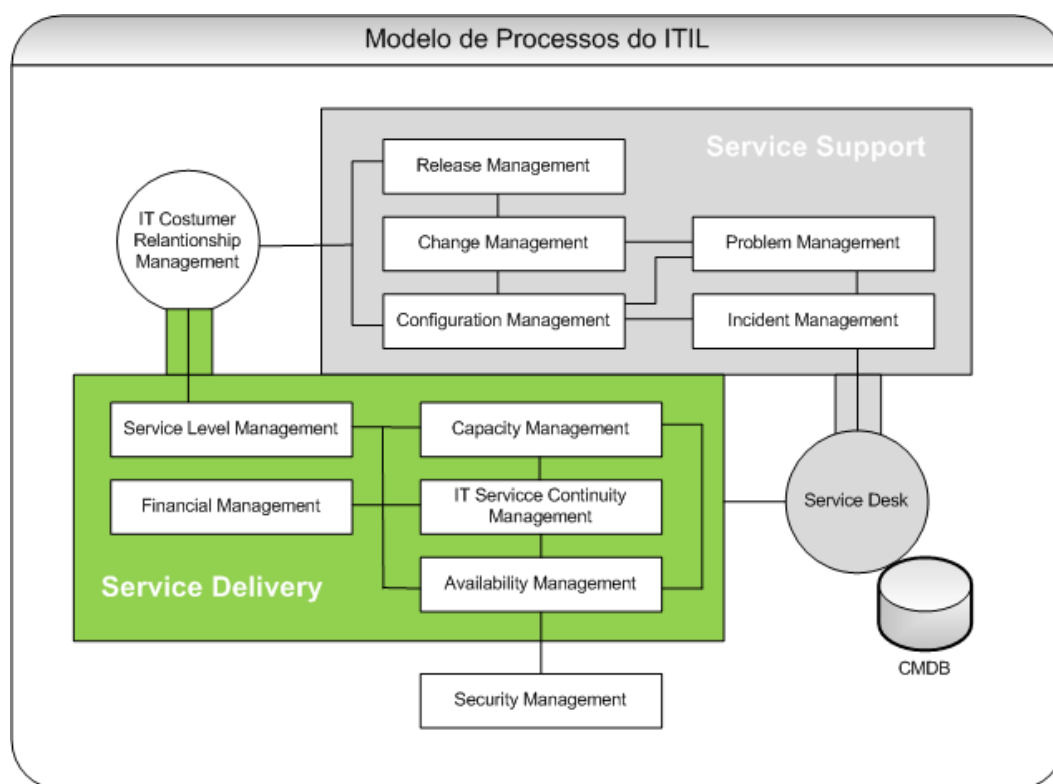 Modelo de Processos do ITIL
Service Support
Release Management
IT Costumer
Relantionship
Management
Change Management
Problem Management
Configuration Management
Incident Management
Service Level Management
Capacity Management
Financial Management
IT Servicce Continuity
Management
Service Desk
Service Delivery
Availability Management
CMDB
Security Management